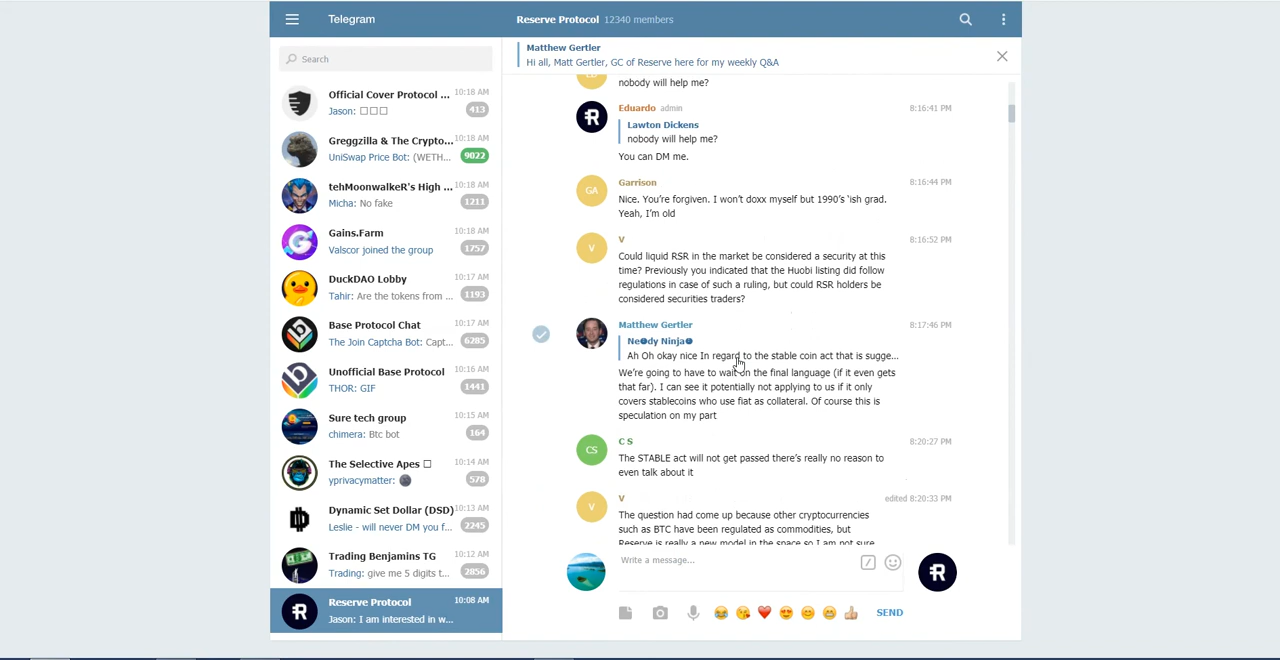 Telegram
Reserve Protocol 12340 members
Search
Matthew Gertler
Hi all, Matt Gertler, GC of Reserve here for my weekly Q&A
Official Cover Protocol ... 10:18 AM
Jason: 413
Greggzilla & The Crypto... 10:18 AM
UniSwap Price Bot: (WETH... 9022
tehMoonwalkeR's High ... 10:18 AM
Micha: No fake 1211
Gains.Farm 10:18 AM
Valscor joined the group 1757
DuckDAO Lobby 10:17 AM
Tahir: Are the tokens from ... 1193
Base Protocol Chat 10:17 AM
The Join Captcha Bot: Capt... 6285
Unofficial Base Protocol 10:16 AM
THOR: GIF 1441
Sure tech group 10:15 AM
chimera: Btc bot 164
The Selective Apes 10:14 AM
yprivacymatter: 578
Dynamic Set Dollar (DSD) 10:13 AM
Leslie - will never DM you f... 2245
Trading Benjamins TG 10:12 AM
Trading: give me 5 digits t... 2856
Reserve Protocol 10:08 AM
Jason: I am interested in w...
nobody will help me?
Eduardo admin 8:16:41 PM
Lawton Dickens
nobody will help me?
You can DM me.
GA
Garrison 8:16:44 PM
Nice. You're forgiven. I won't doxx myself but 1990's 'ish grad.
Yeah, I'm old
V
V 8:16:52 PM
Could liquid RSR in the market be considered a security at this
time? Previously you indicated that the Huobi listing did follow
regulations in case of such a ruling, but could RSR holders be
considered securities traders?
Matthew Gertler 8:17:46 PM
Ne●dy Ninja●
Ah Oh okay nice In regard to the stable coin act that is sugge...
We're going to have to wait on the final language (if it even gets
that far). I can see it potentially not applying to us if it only
covers stablecoins who use fiat as collateral. Of course this is
speculation on my part
CS
C S 8:20:27 PM
The STABLE act will not get passed there's really no reason to
even talk about it
V
V edited 8:20:33 PM
The question had come up because other cryptocurrencies
such as BTC have been regulated as commodities, but
Reserve is really a new model in the space so I am not sure
Write a message...
SEND